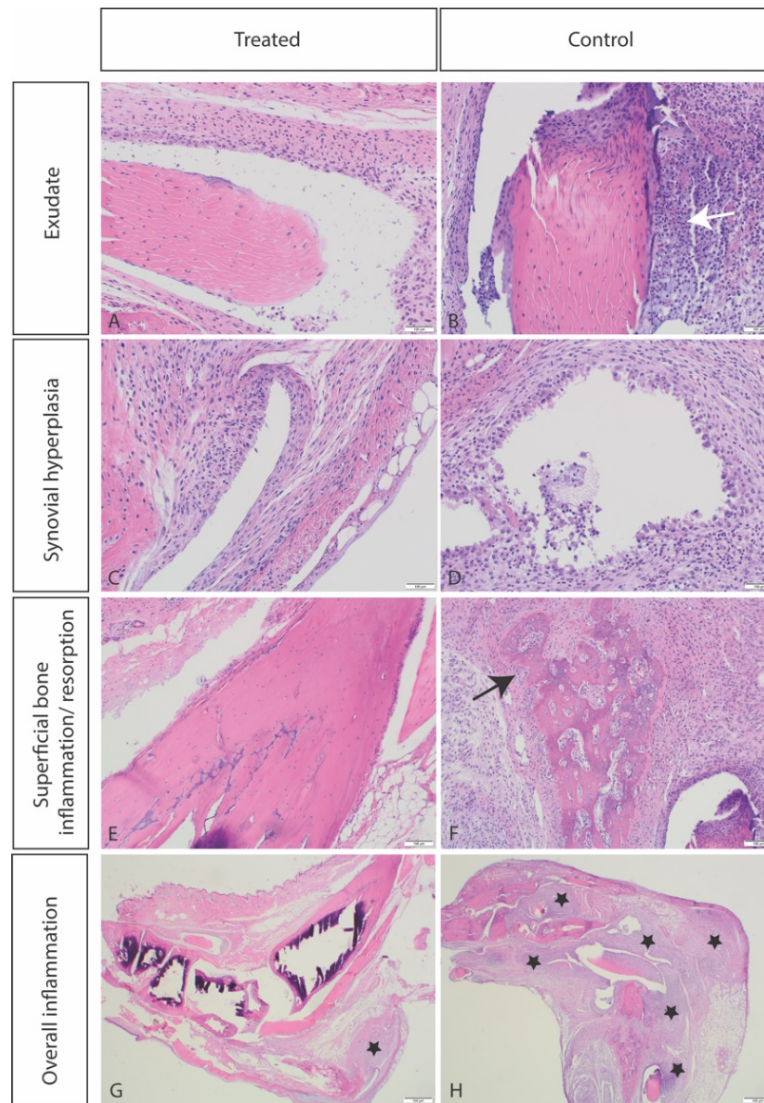 Treated
Control
Exudate
A
B
Synovial hyperplasia
C
D
Superficial bone
inflammation/ resorption
E
F
Overall inflammation
G
H